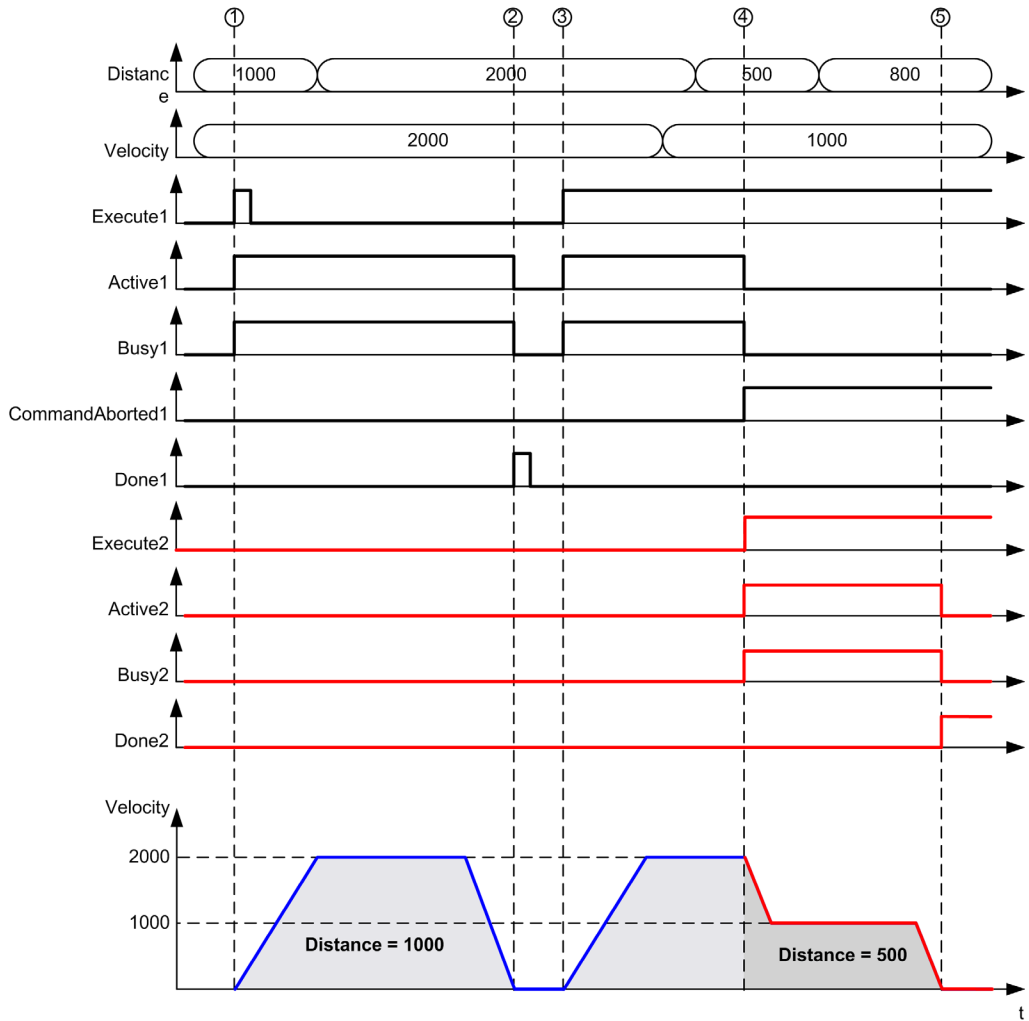 1 2 3 4 5
Distanc
e
1000 2000 500 800
Velocity
2000 1000
Execute1
Active1
Busy1
CommandAborted1
Done1
Execute2
Active2
Busy2
Done2
Velocity
2000
1000
Distance = 1000
Distance = 500
t